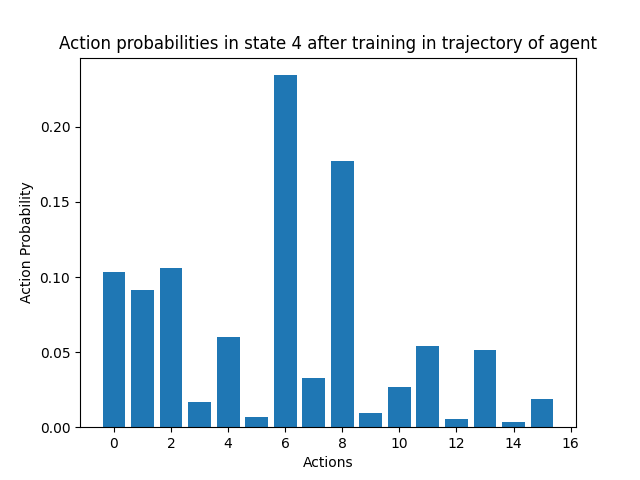 Action probabilities in state 4 after training in trajectory of agent
Action Probability
0.20
0.15
0.10
0.05
0.00
0 2 4 6 8 10 12 14 16
Actions